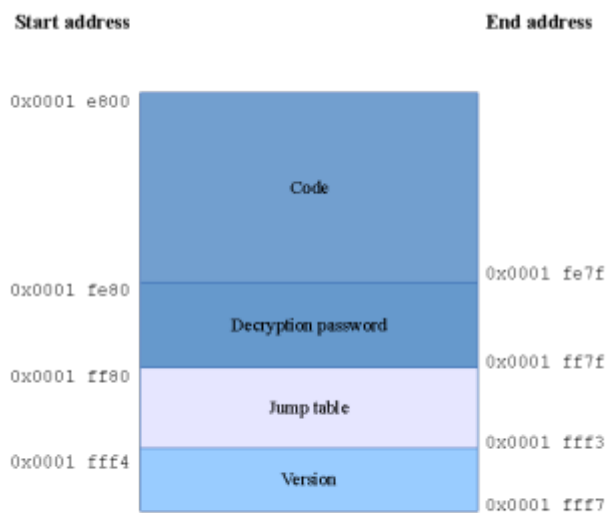 Start address End address
0x0001 e800
Code
0x0001 fe7f
0x0001 fe80
Decryption password
0x0001 ff7f
0x0001 ff80
Jump table
0x0001 fff3
0x0001 fff4
Version
0x0001 fff7